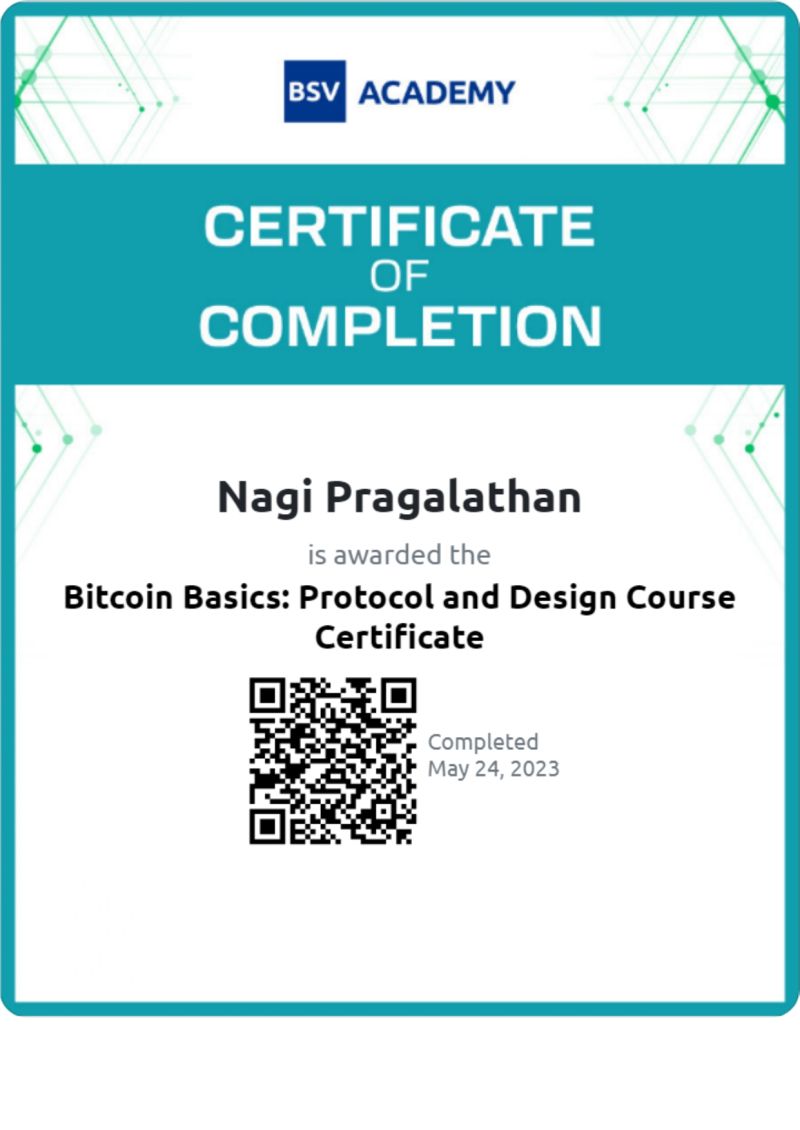 BSV ACADEMY
CERTIFICATE
OF
COMPLETION
Nagi Pragalathan
is awarded the
Bitcoin Basics: Protocol and Design Course
Certificate
Completed
May 24, 2023